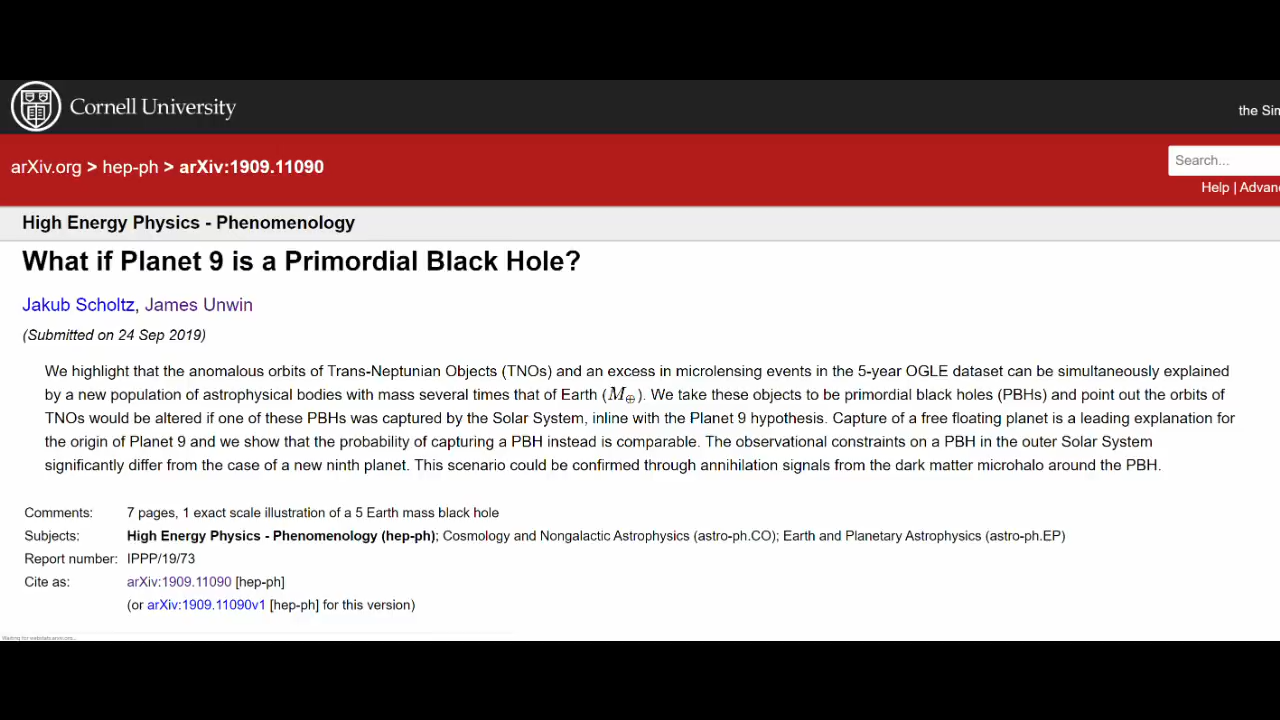 Cornell University
the Sim
arXiv.org > hep-ph > arXiv:1909.11090
Search...
Help | Advanc
High Energy Physics - Phenomenology
What if Planet 9 is a Primordial Black Hole?
Jakub Scholtz, James Unwin
(Submitted on 24 Sep 2019)
We highlight that the anomalous orbits of Trans-Neptunian Objects (TNOs) and an excess in microlensing events in the 5-year OGLE dataset can be simultaneously explained
by a new population of astrophysical bodies with mass several times that of Earth (M⊕). We take these objects to be primordial black holes (PBHs) and point out the orbits of
TNOs would be altered if one of these PBHs was captured by the Solar System, inline with the Planet 9 hypothesis. Capture of a free floating planet is a leading explanation for
the origin of Planet 9 and we show that the probability of capturing a PBH instead is comparable. The observational constraints on a PBH in the outer Solar System
significantly differ from the case of a new ninth planet. This scenario could be confirmed through annihilation signals from the dark matter microhalo around the PBH.
Comments: 7 pages, 1 exact scale illustration of a 5 Earth mass black hole
Subjects: High Energy Physics - Phenomenology (hep-ph); Cosmology and Nongalactic Astrophysics (astro-ph.CO); Earth and Planetary Astrophysics (astro-ph.EP)
Report number: IPPP/19/73
Cite as: arXiv:1909.11090 [hep-ph]
(or arXiv:1909.11090v1 [hep-ph] for this version)